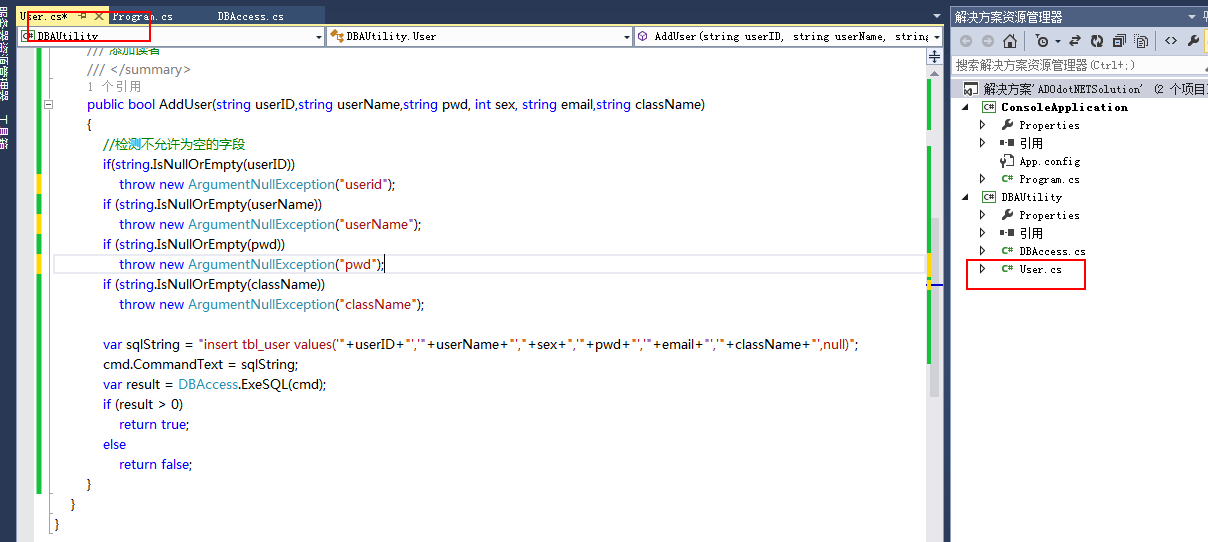 User.cs*
Program.cs
DBAccess.cs
DBAUtility
DBAUtility.User
AddUser(string userID, string userName, string
/// 添加读者
/// </summary>
1 个引用
public bool AddUser(string userID,string userName,string pwd, int sex, string email,string className)
{
//检测不允许为空的字段
if(string.IsNullOrEmpty(userID))
throw new ArgumentNullException("userid");
if (string.IsNullOrEmpty(userName))
throw new ArgumentNullException("userName");
if (string.IsNullOrEmpty(pwd))
throw new ArgumentNullException("pwd");
if (string.IsNullOrEmpty(className))
throw new ArgumentNullException("className");
var sqlString = "insert tbl_user values('"+userID+"','"+userName+"',"+sex+",'"+pwd+"','"+email+"','"+className+"',null)";
cmd.CommandText = sqlString;
var result = DBAccess.ExeSQL(cmd);
if (result > 0)
return true;
else
return false;
}
}
}
服务器资源管理器
工具箱
解决方案资源管理器
搜索解决方案资源管理器(Ctrl+;)
解决方案'ADOdotNETSolution' (2 个项目
ConsoleApplication
Properties
引用
App.config
Program.cs
DBAUtility
Properties
引用
DBAccess.cs
User.cs